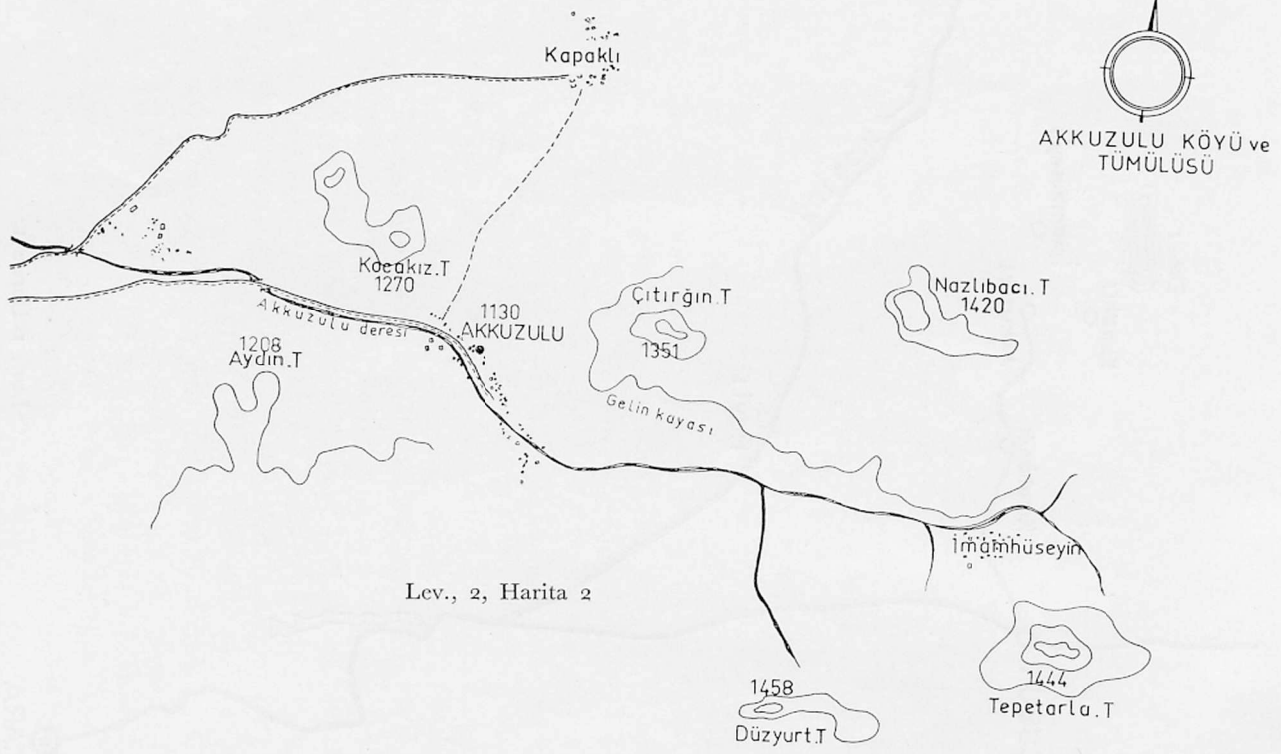 Kapaklı
AKKUZULU KÖYÜ ve
TÜMÜLÜSÜ
Kocakız.T
1270
Nazlıbacı.T
1420
Çıtırğın.T
1351
Akkuzulu deresi
1130
AKKUZULU
1208
Aydın.T
Gelin kayası
İmamhüseyin
Lev., 2, Harita 2
1444
Tepetarla.T
1458
Düzyurt.T